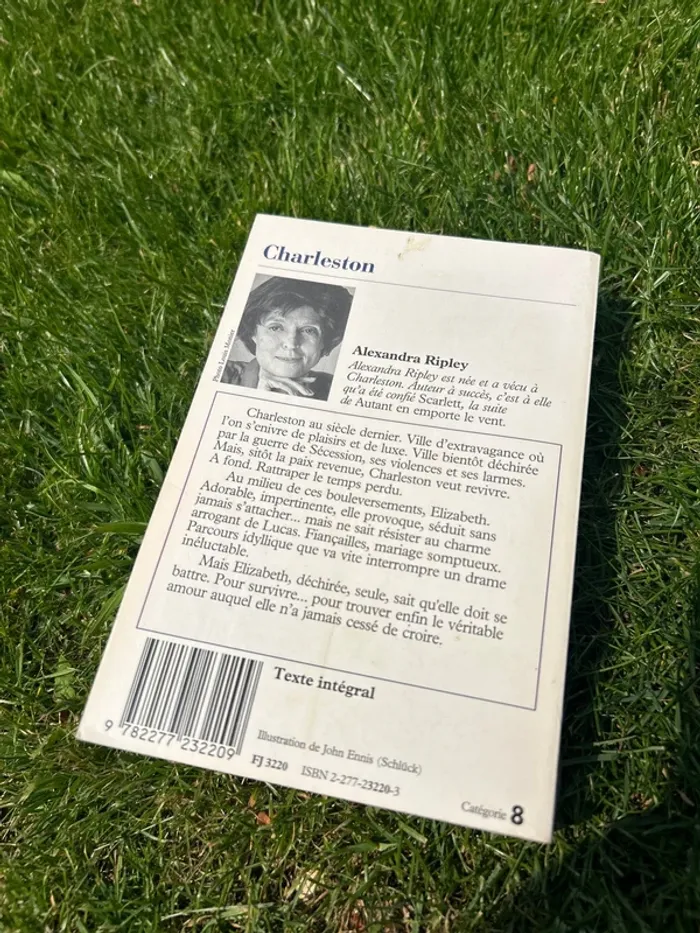 Charleston
Photo Louis Monier
Alexandra Ripley
Alexandra Ripley est née et a vécu à
Charleston. Auteur à succès, c'est à elle
qu'a été confié Scarlett, la suite
de Autant en emporte le vent.
Charleston au siècle dernier. Ville d'extravagance où
l'on s'enivre de plaisirs et de luxe. Ville bientôt déchirée
par la guerre de Sécession, ses violences et ses larmes.
Mais, sitôt la paix revenue, Charleston veut revivre.
A fond. Rattraper le temps perdu.
Au milieu de ces bouleversements, Elizabeth.
Adorable, impertinente, elle provoque, séduit sans
jamais s'attacher... mais ne sait résister au charme
arrogant de Lucas. Fiançailles, mariage somptueux.
Parcours idyllique que va vite interrompre un drame
inéluctable.
Mais Elizabeth, déchirée, seule, sait qu'elle doit se
battre. Pour survivre... pour trouver enfin le véritable
amour auquel elle n'a jamais cessé de croire.
Texte intégral
9 782277 232209
Illustration de John Ennis (Schlück)
FJ 3220 ISBN 2-277-23220-3
Catégorie 8